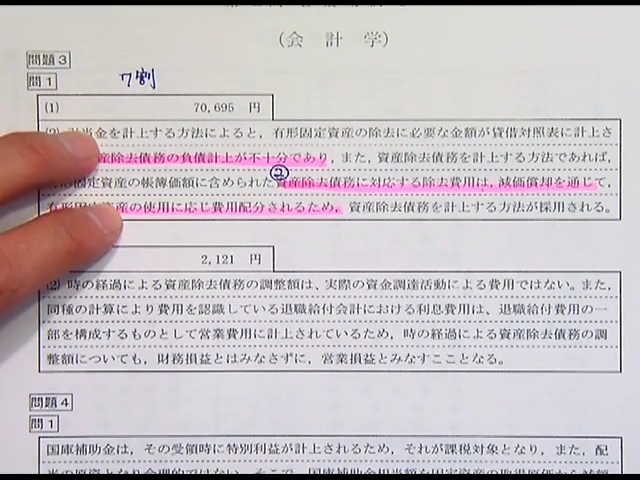 (会 計 学)
問題3
問1
7割
(1) 70,695 円
(2) 当金を計上する方法によると，有形固定資産の除去に必要な金額が貸借対照表に計上さ
産除去債務の負債計上が不十分であり，また，資産除去債務を計上する方法であれば，
固定資産の帳簿価額に含められた資産除去債務に対応する除去費用は，減価償却を通じて，
②
有形固定資産の使用に応じ費用配分されるため，資産除去債務を計上する方法が採用される。
2,121 円
(2) 時の経過による資産除去債務の調整額は、実際の資金調達活動による費用ではない。また，
同種の計算により費用を認識している退職給付会計における利息費用は、退職給付費用の一
部を構成するものとして営業費用に計上されているため，時の経過による資産除去債務の調
整額についても，財務損益とはみなさずに，営業損益とみなすこことなる。
問題4
問1
国庫補助金は，その受領時に特別利益が計上されるため，それが課税対象となり，また，配